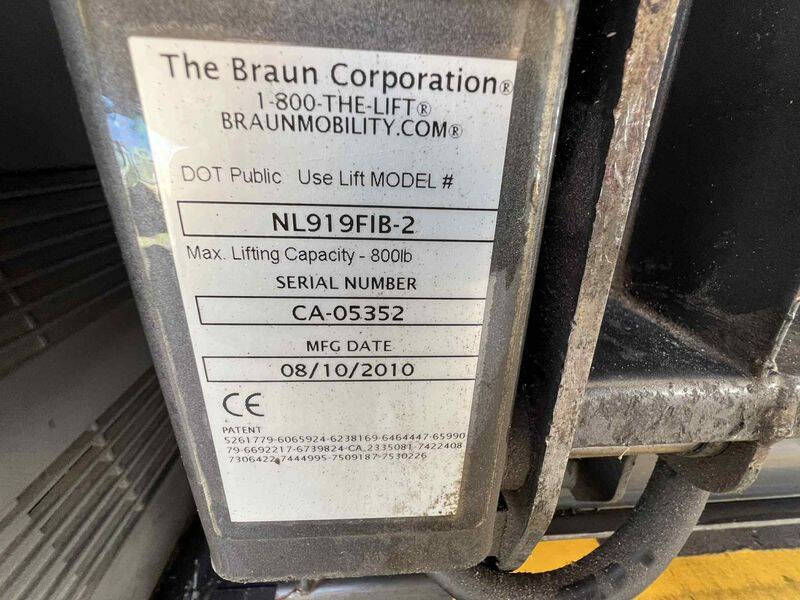 The Braun Corporation®
1-800-THE-LIFT®
BRAUNMOBILITY.COM®
DOT Public Use Lift MODEL #
NL919FIB-2
Max. Lifting Capacity - 800lb
SERIAL NUMBER
CA-05352
MFG DATE
08/10/2010
CE
PATENT
5261779-6065924-6238169-6464447-65990
79-6692217-6739824-CA,2335081-7422408
7306422-7444995-7509187-7530226